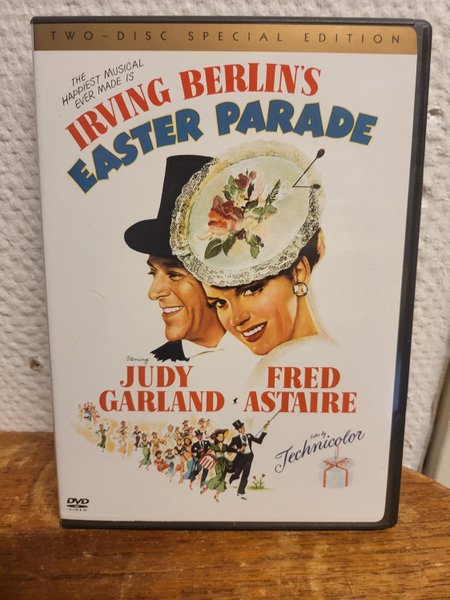 TWO-DISC SPECIAL EDITION
THE
HAPPIEST MUSICAL
EVER MADE IS
IRVING BERLIN'S
EASTER PARADE
Starring
JUDY FRED
GARLAND * ASTAIRE
Color by
Technicolor
DVD
VIDEO